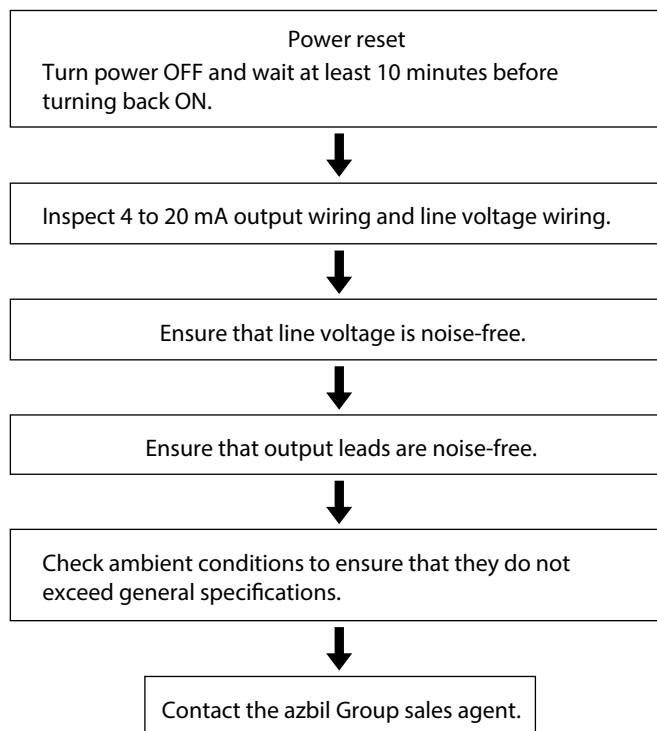 Power reset
Turn power OFF and wait at least 10 minutes before
turning back ON.
Inspect 4 to 20 mA output wiring and line voltage wiring.
Ensure that line voltage is noise-free.
Ensure that output leads are noise-free.
Check ambient conditions to ensure that they do not
exceed general specifications.
Contact the azbil Group sales agent.